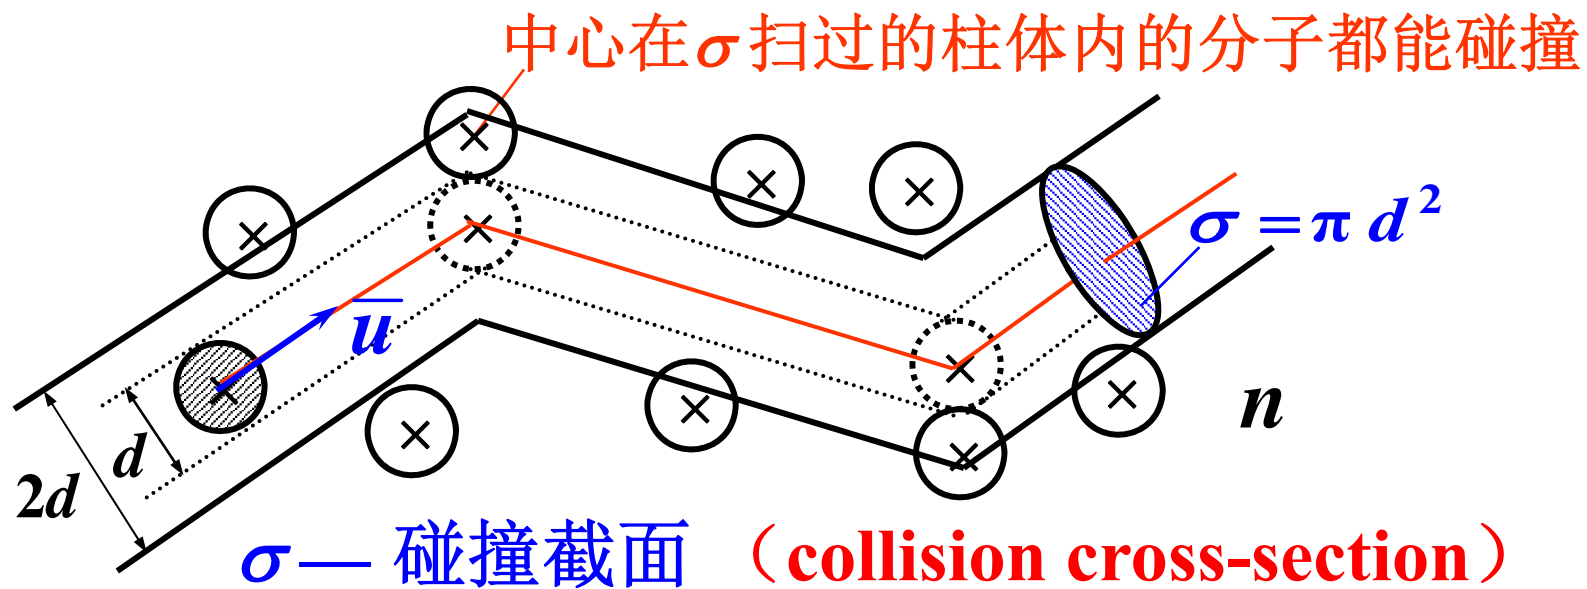 中心在σ扫过的柱体内的分子都能碰撞
σ = π d²
u̅
n
d
2d
σ — 碰撞截面（collision cross-section）